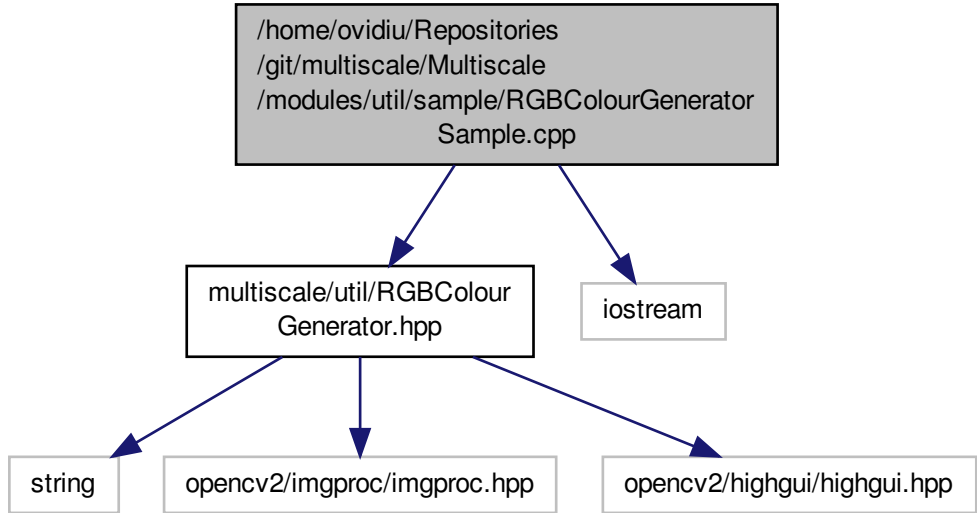 /home/ovidiu/Repositories
/git/multiscale/Multiscale
/modules/util/sample/RGBColourGenerator
Sample.cpp
multiscale/util/RGBColour
Generator.hpp
iostream
string
opencv2/imgproc/imgproc.hpp
opencv2/highgui/highgui.hpp